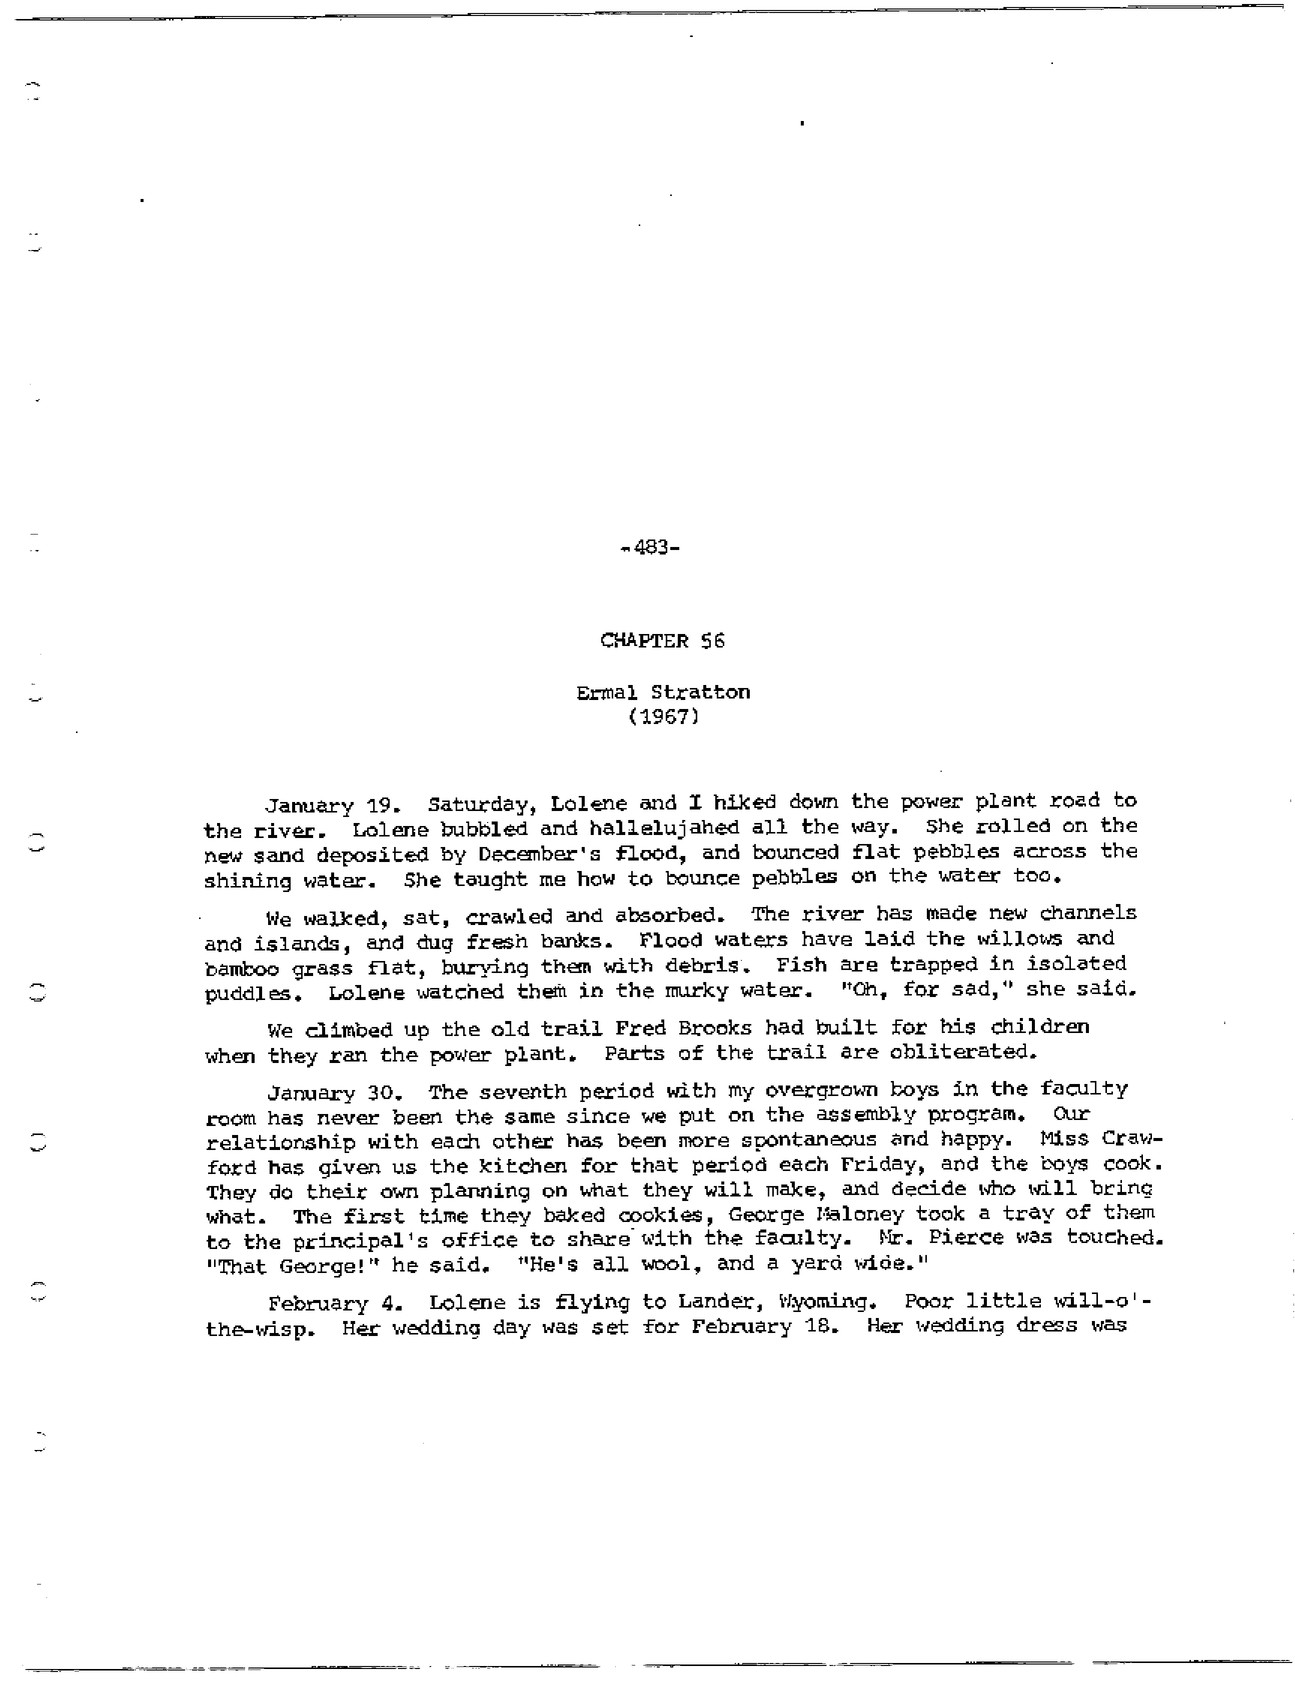 -483-
CHAPTER 56
Ermal Stratton
(1967)
January 19. Saturday, Lolene and I hiked down the power plant road to
the river. Lolene bubbled and hallelujahed all the way. She rolled on the
new sand deposited by December's flood, and bounced flat pebbles across the
shining water. She taught me how to bounce pebbles on the water too.
We walked, sat, crawled and absorbed. The river has made new channels
and islands, and dug fresh banks. Flood waters have laid the willows and
bamboo grass flat, burying them with debris. Fish are trapped in isolated
puddles. Lolene watched them in the murky water. "Oh, for sad," she said.
We climbed up the old trail Fred Brooks had built for his children
when they ran the power plant. Parts of the trail are obliterated.
January 30. The seventh period with my overgrown boys in the faculty
room has never been the same since we put on the assembly program. Our
relationship with each other has been more spontaneous and happy. Miss Craw-
ford has given us the kitchen for that period each Friday, and the boys cook.
They do their own planning on what they will make, and decide who will bring
what. The first time they baked cookies, George Maloney took a tray of them
to the principal's office to share with the faculty. Mr. Pierce was touched.
"That George!" he said. "He's all wool, and a yard wide."
February 4. Lolene is flying to Lander, Wyoming. Poor little will-o'-
the-wisp. Her wedding day was set for February 18. Her wedding dress was